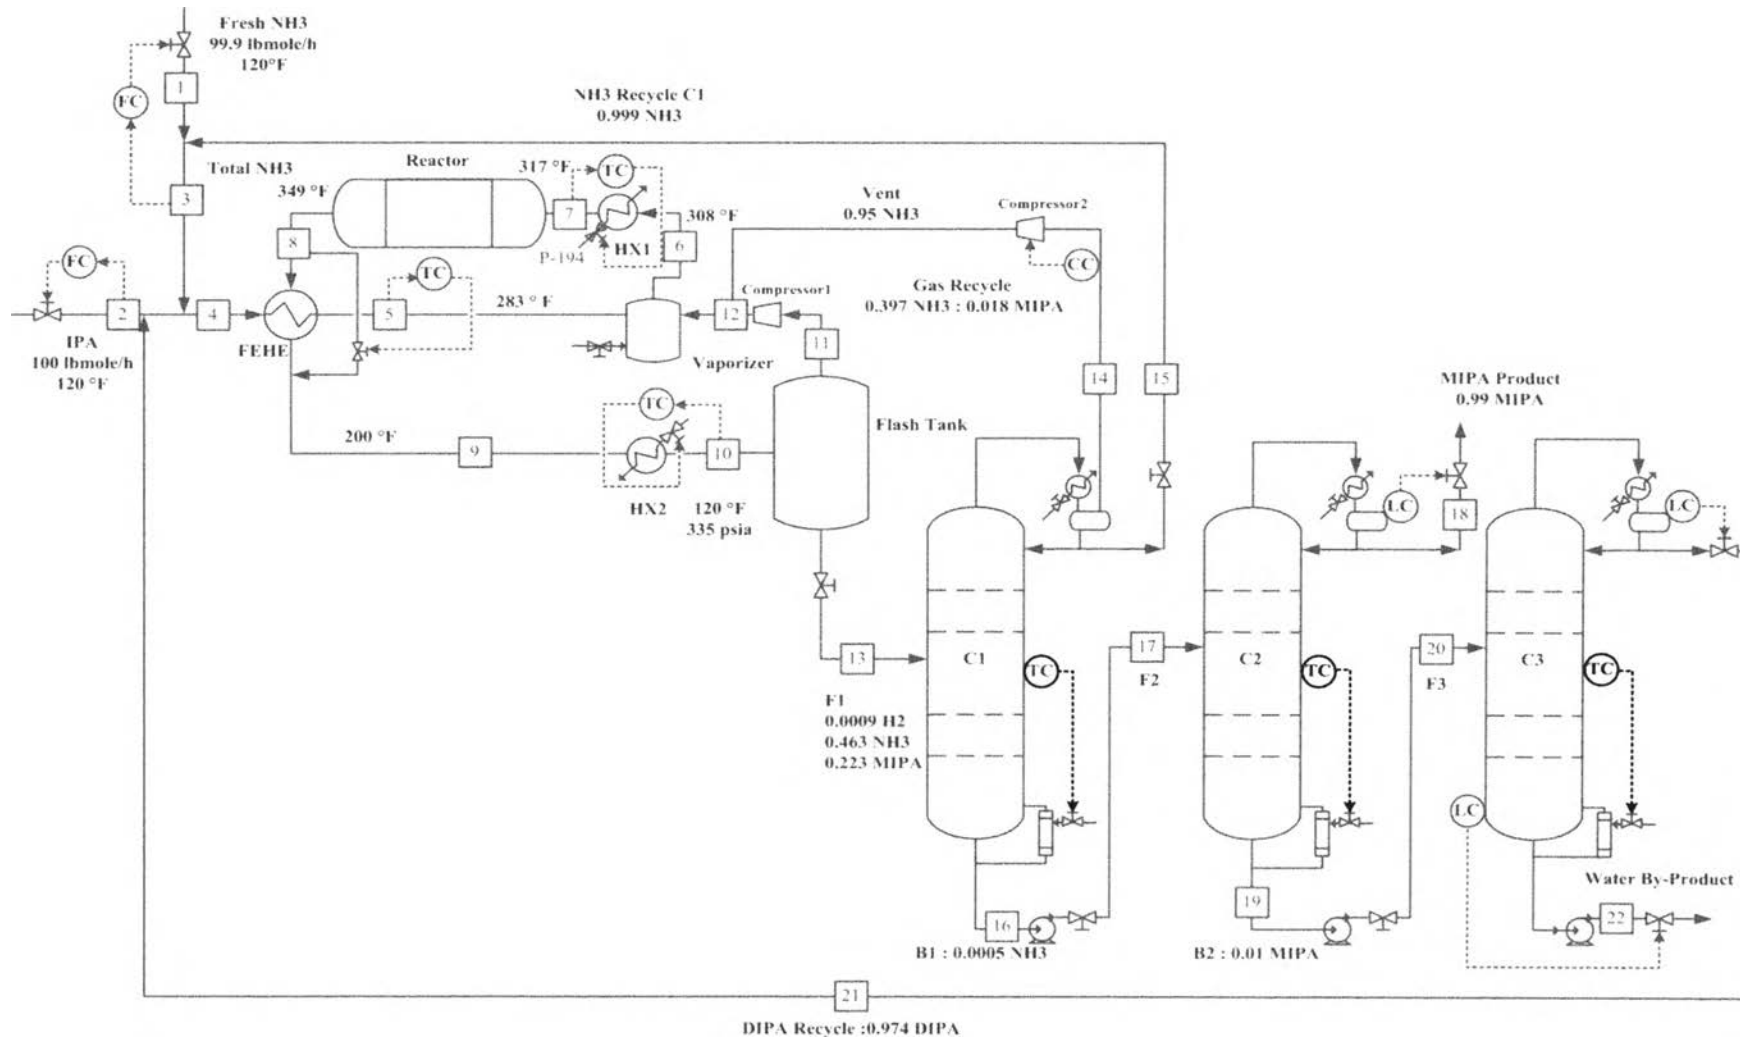 Fresh NH3
99.9 lbmole/h
120°F
1
FC
NH3 Recycle C1
0.999 NH3
Total NH3
3
Reactor
317 °F
TC
349 °F
7
308 °F
8
P-194
HX1
6
Vent
0.95 NH3
Compressor2
CC
FC
TC
Gas Recycle
0.397 NH3 : 0.018 MIPA
Compressor1
283° F
2
4
5
12
11
IPA
100 lbmole/h
120 °F
FEHE
Vaporizer
14
15
MIPA Product
0.99 MIPA
TC
Flash Tank
200 °F
9
10
HX2
120 °F
335 psia
LC
18
LC
13
C1
TC
17
F2
C2
TC
20
F3
C3
TC
F1
0.0009 H2
0.463 NH3
0.223 MIPA
LC
Water By-Product
16
19
22
B1 : 0.0005 NH3
B2 : 0.01 MIPA
21
DIPA Recycle :0.974 DIPA